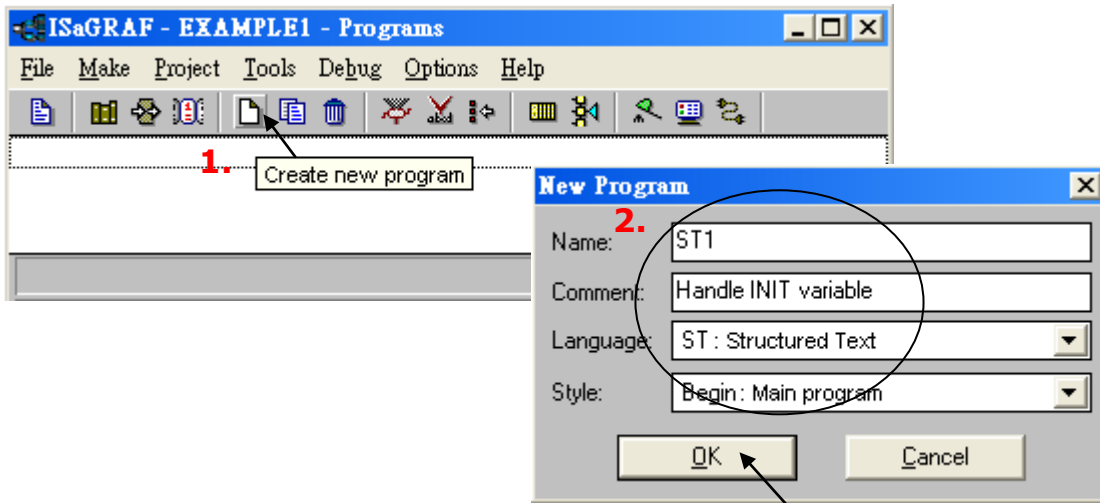 ISaGRAF - EXAMPLE1 - Programs
File Make Project Tools Debug Options Help
1.
Create new program
New Program
2.
Name: ST1
Comment: Handle INIT variable
Language: ST : Structured Text
Style: Begin : Main program
OK Cancel